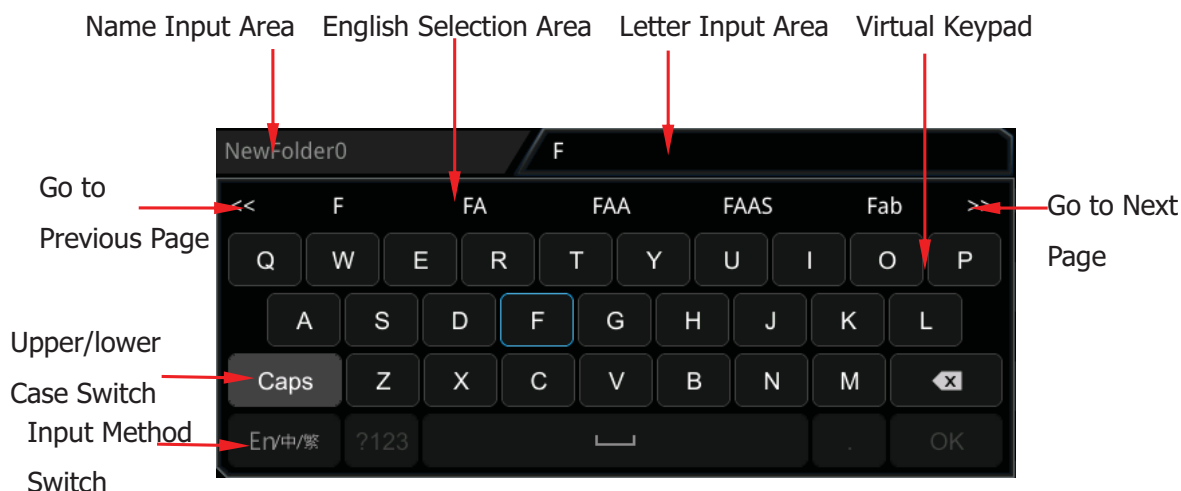 Name Input Area English Selection Area Letter Input Area Virtual Keypad
NewFolder0 F
Go to
Previous Page
<< F FA FAA FAAS Fab >>
Go to Next
Page
Q W E R T Y U I O P
A S D F G H J K L
Upper/lower
Case Switch
Caps Z X C V B N M
Input Method
Switch
En/中/繁 ?123 . OK